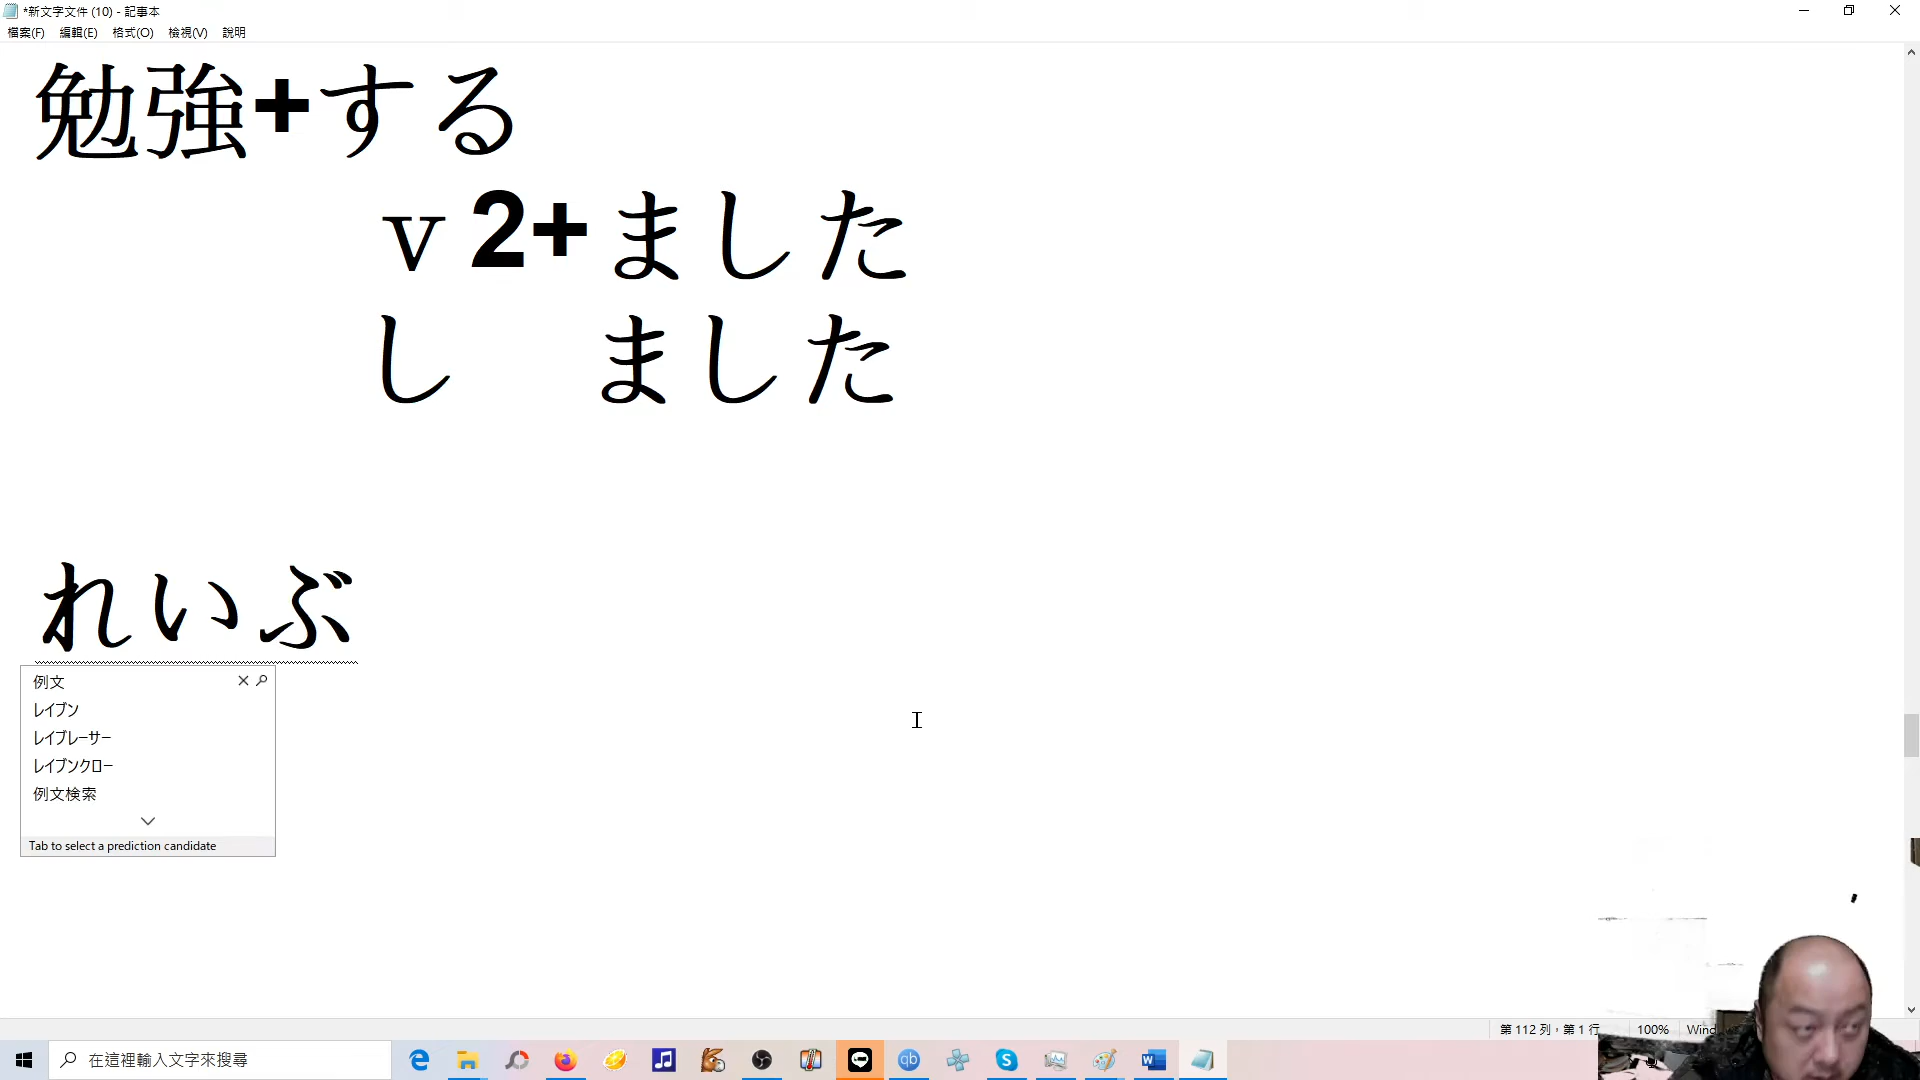 *新文字文件 (10) - 記事本
檔案(F) 編輯(E) 格式(O) 檢視(V) 說明
勉強+する
ｖ2+ました
し　ました
れいぶ
例文
レイブン
レイブレーサー
レイブンクロー
例文検索
Tab to select a prediction candidate
第 112 列，第 1 行 100% Wind
在這裡輸入文字來搜尋